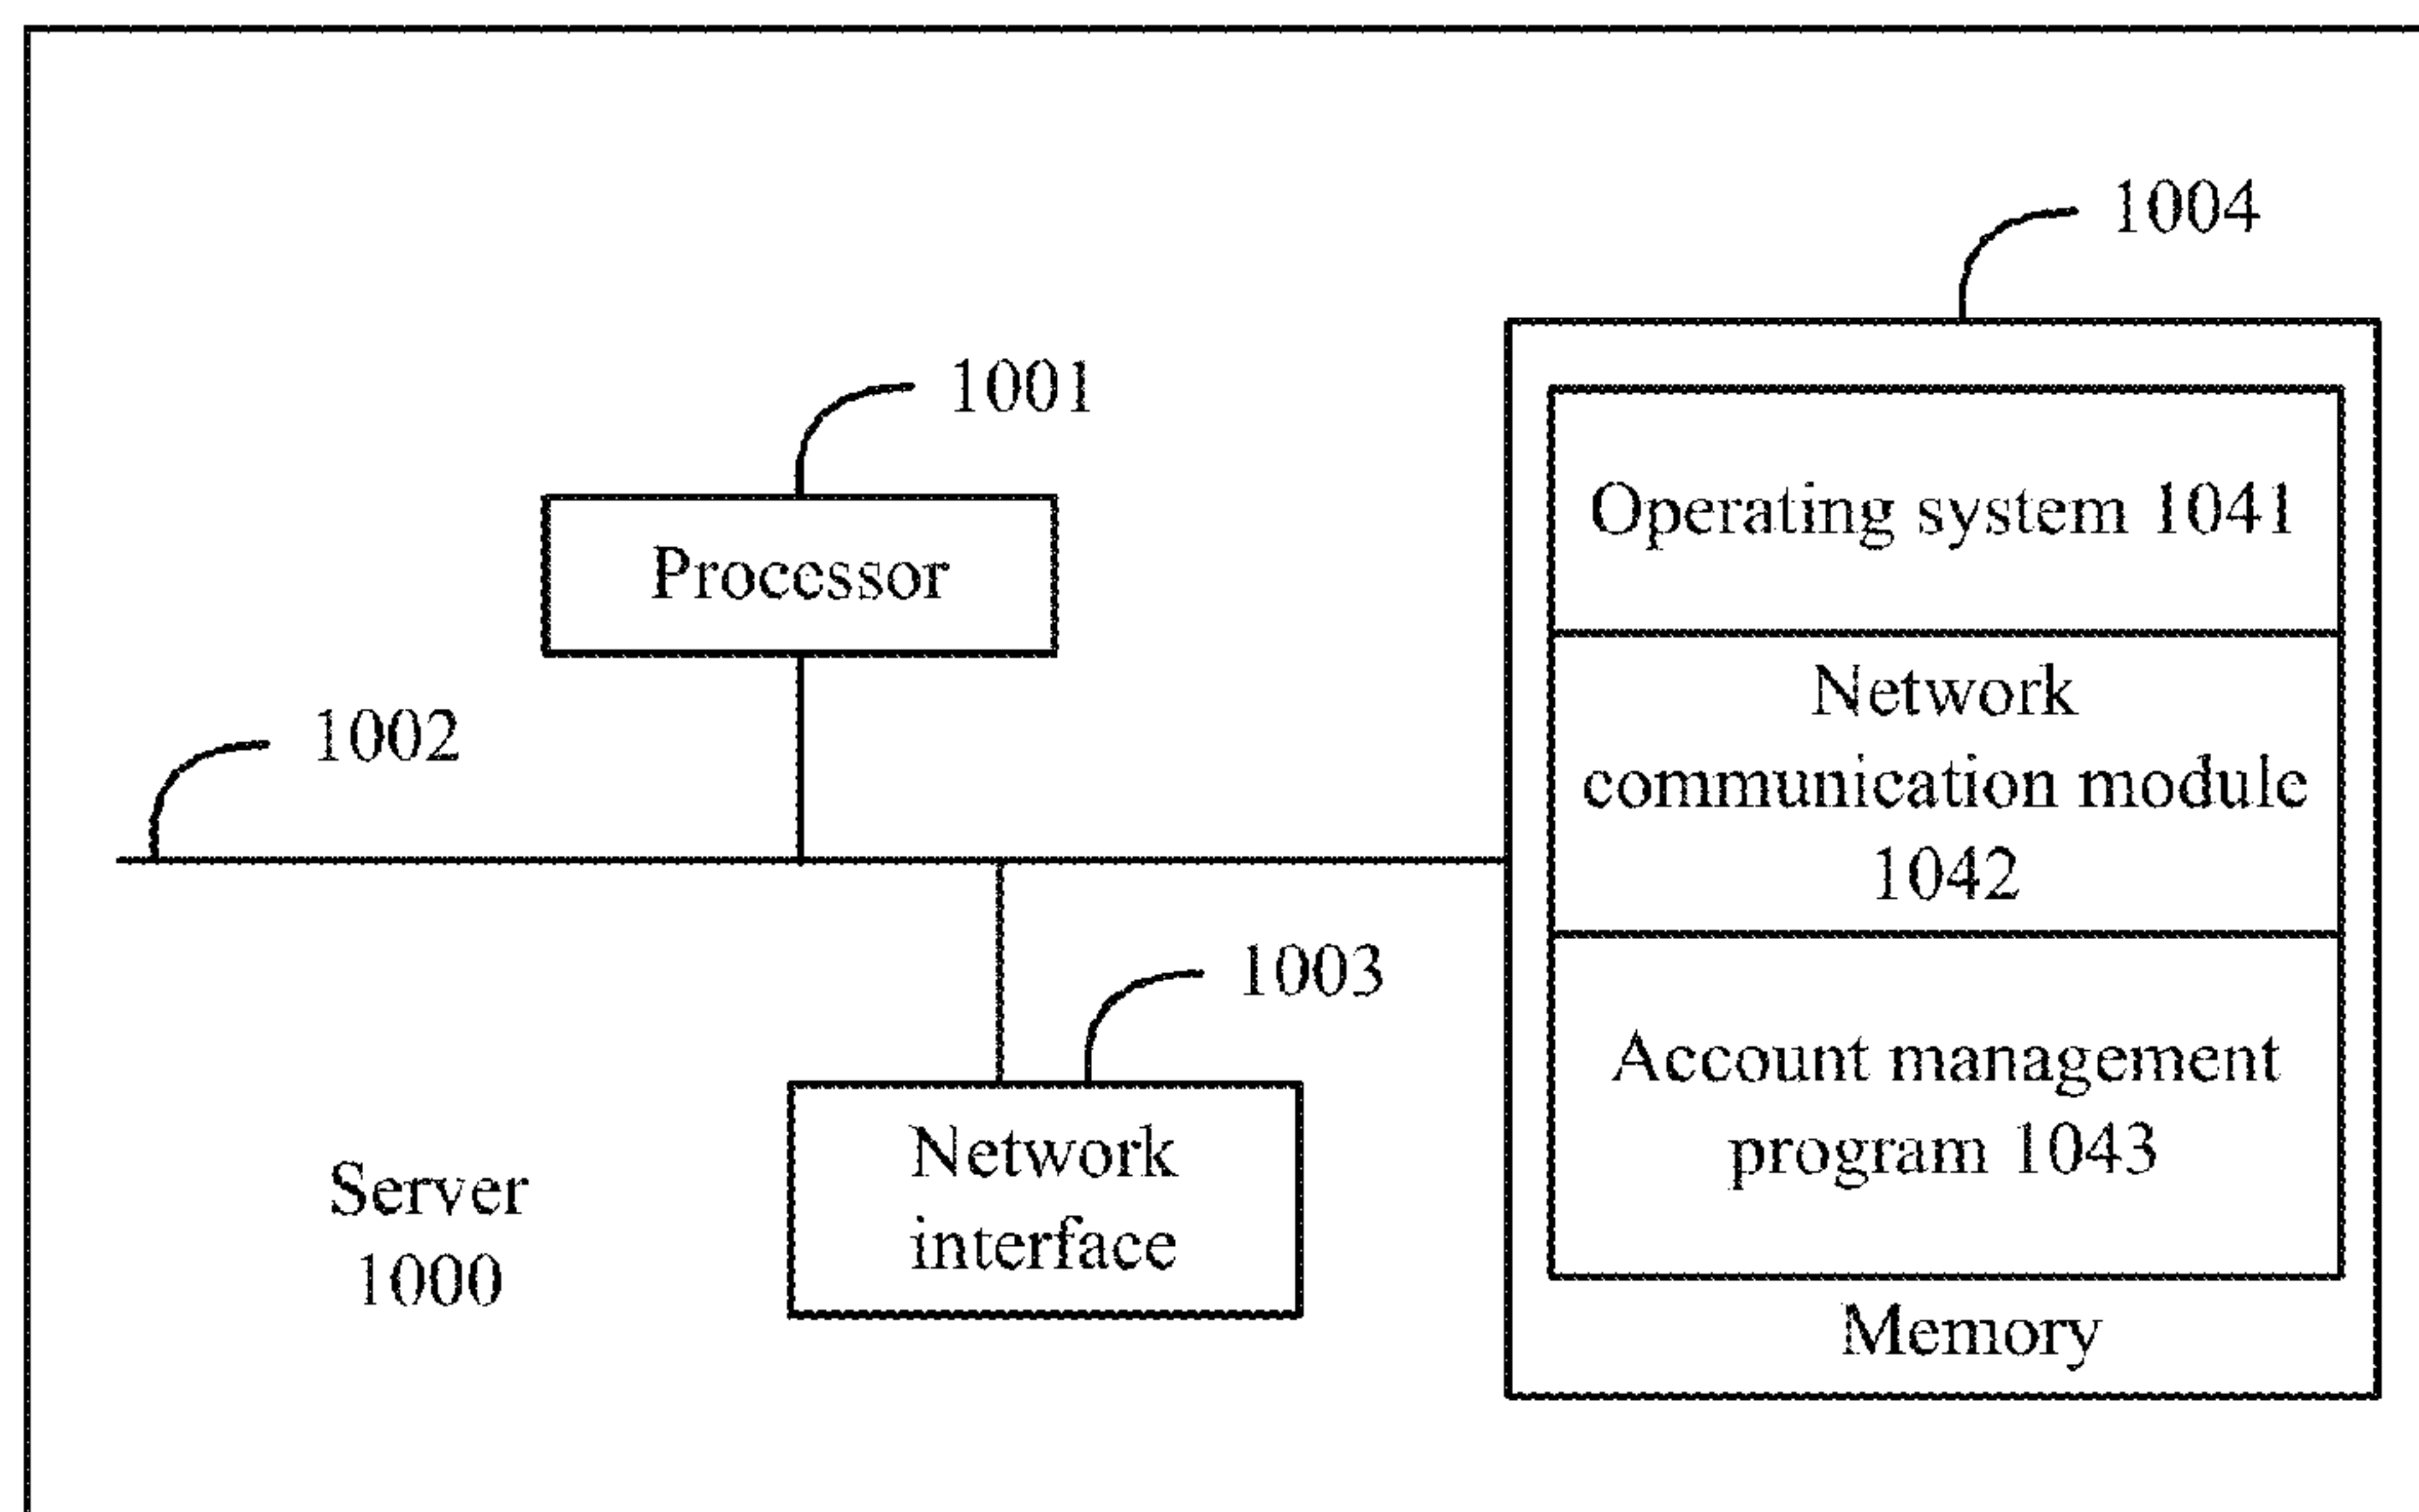 1004
1001
Operating system 1041
Processor
Network
1002
communication module
1042
1003
Account management
Network
program 1043
Server
interface
1000
Memory